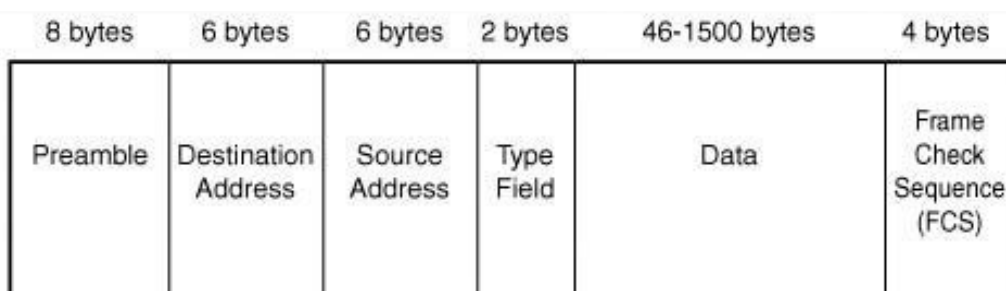 8 bytes 6 bytes 6 bytes 2 bytes 46-1500 bytes 4 bytes
Preamble
Destination
Address
Source
Address
Type
Field
Data
Frame
Check
Sequence
(FCS)